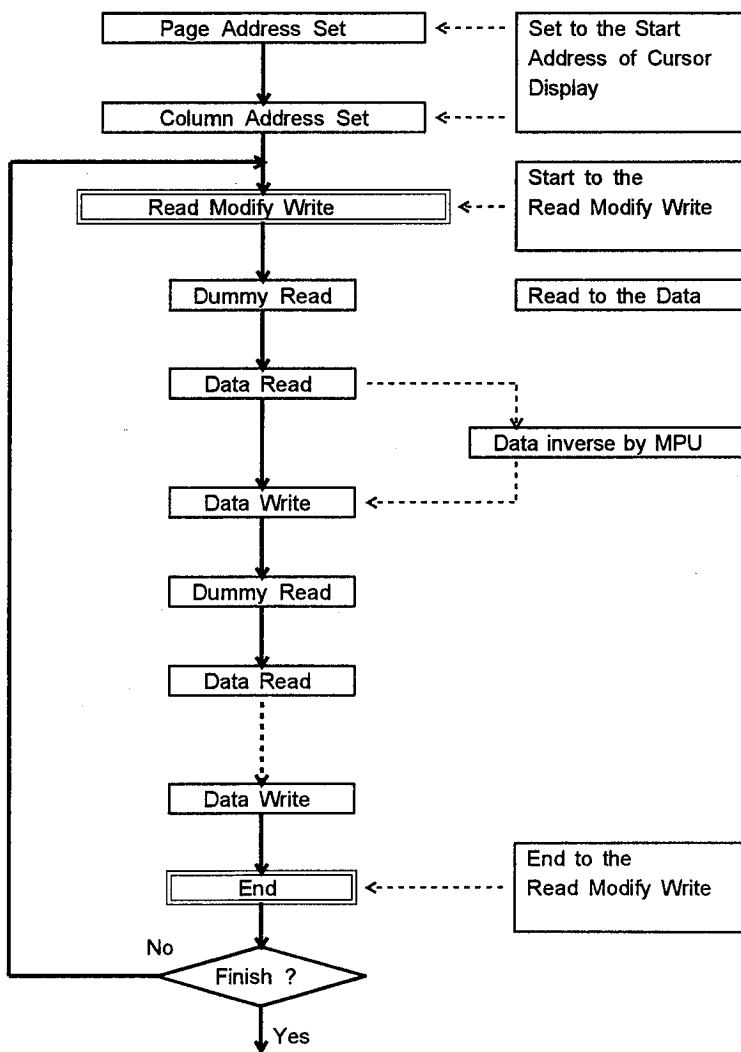 Page Address Set
Set to the Start
Address of Cursor
Display
Column Address Set
Start to the
Read Modify Write
Read Modify Write
Dummy Read
Read to the Data
Data Read
Data inverse by MPU
Data Write
Dummy Read
Data Read
Data Write
End to the
Read Modify Write
End
No
Finish ?
Yes